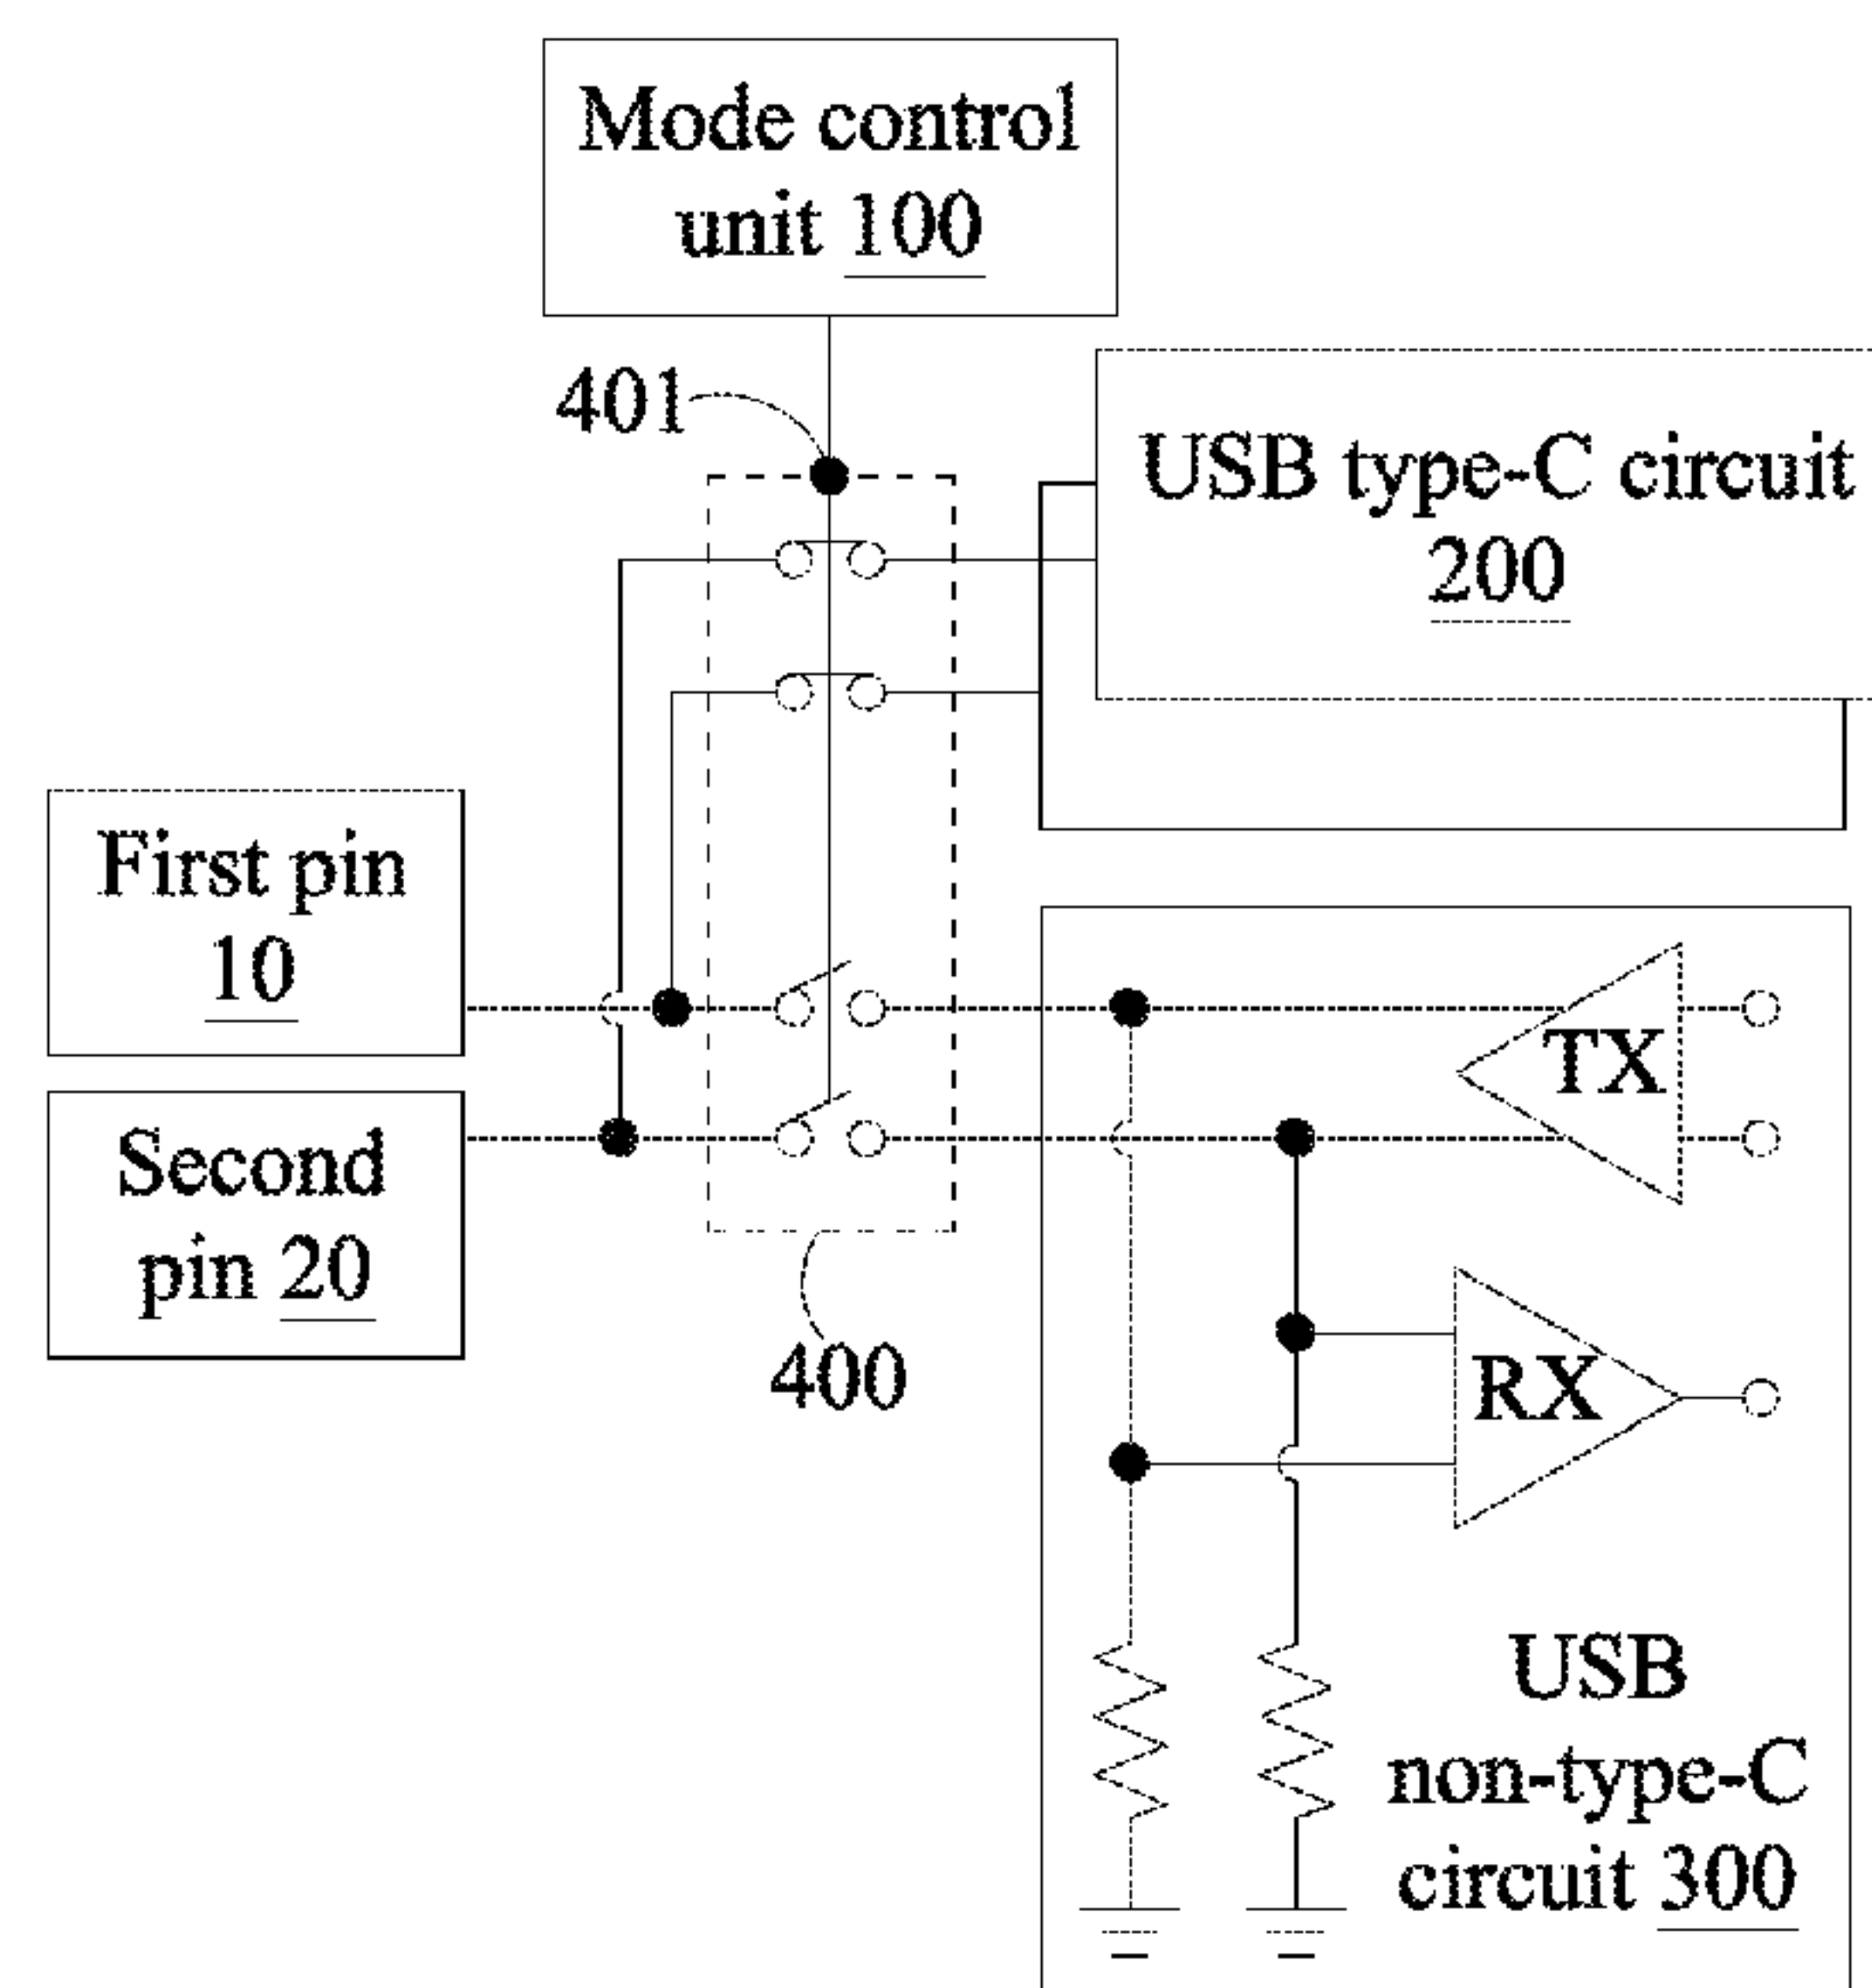 Mode control
unit 100
401
USB type-C circuit
200
First pin
10
Second
pin 20
400
TX
RX
USB
non-type-C
circuit 300